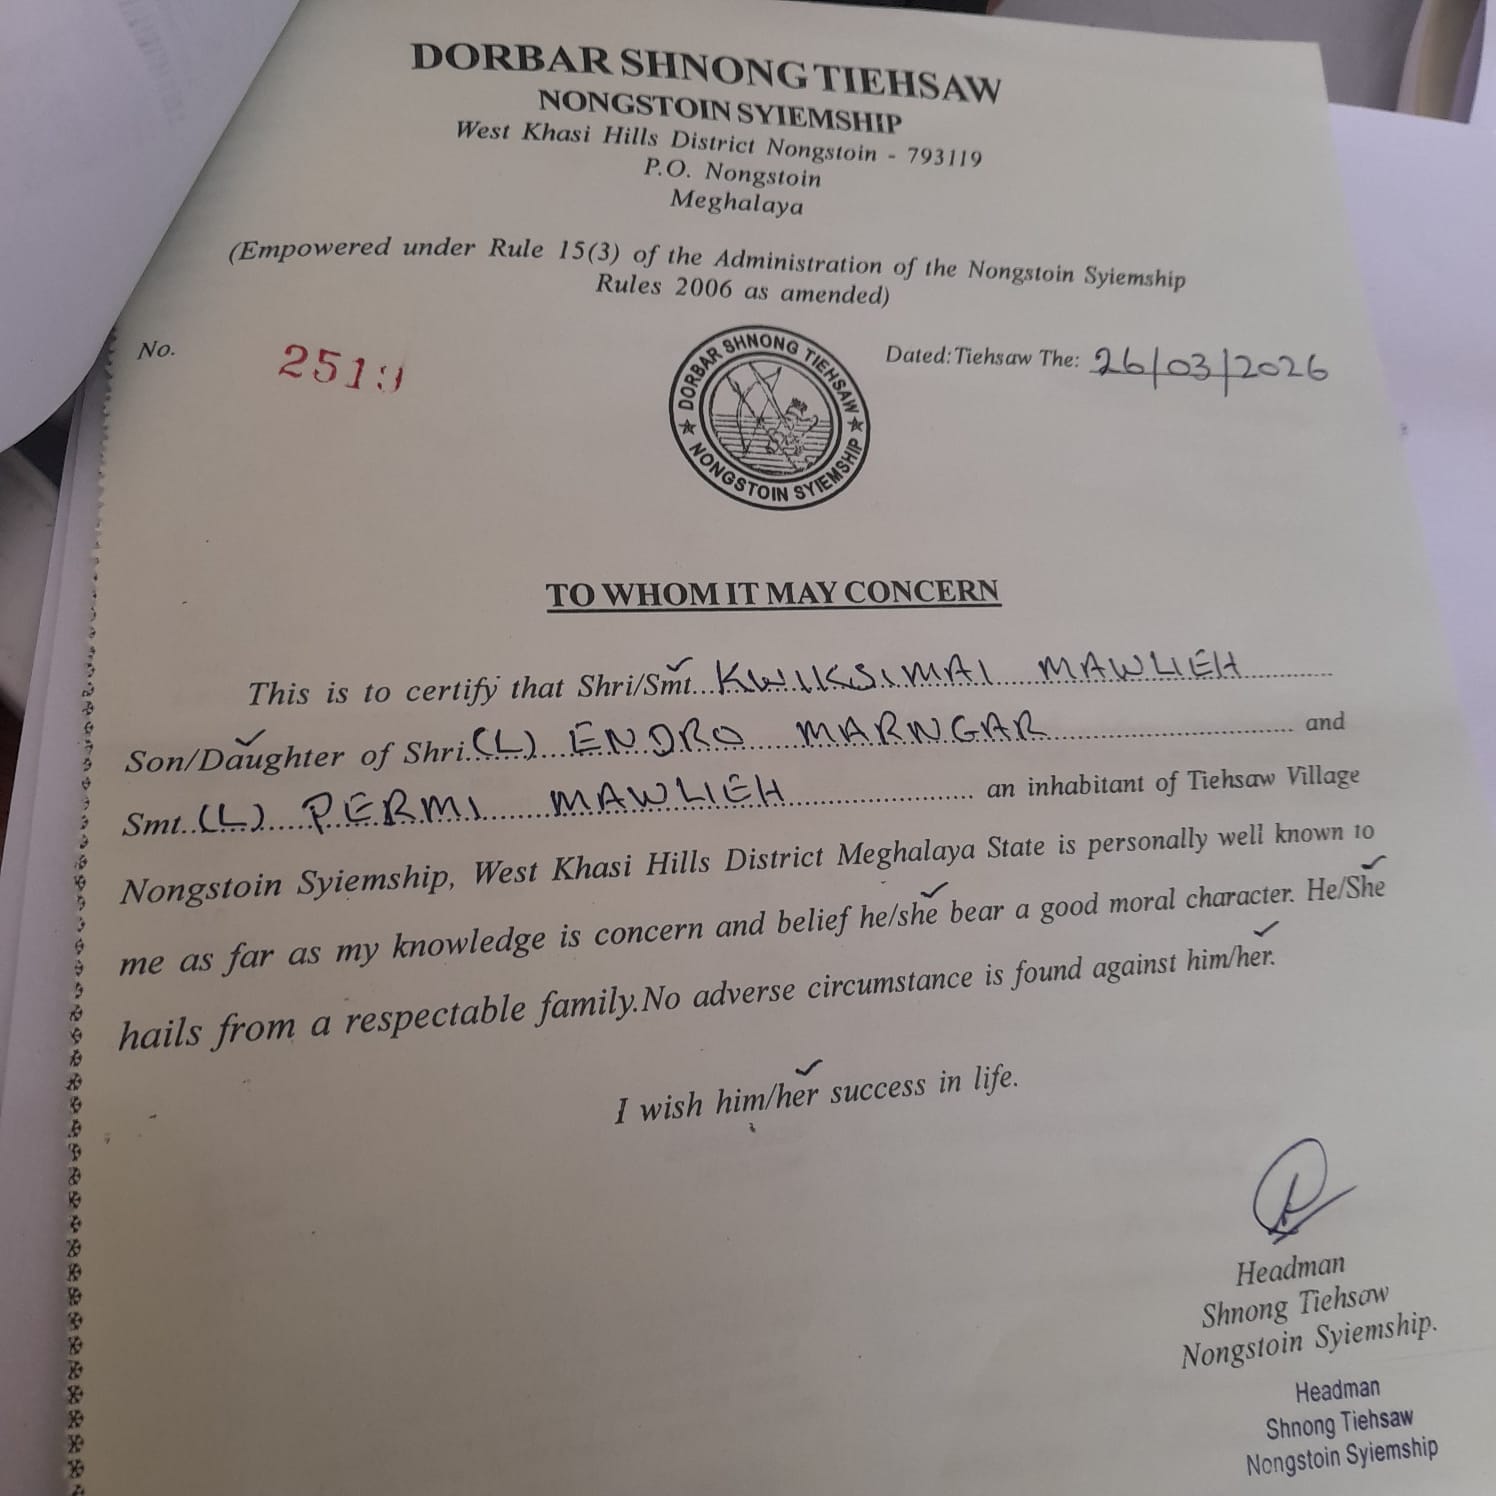 DORBAR SHNONG TIEHSAW
NONGSTOIN SYIEMSHIP
West Khasi Hills District Nongstoin - 793119
P.O. Nongstoin
Meghalaya
(Empowered under Rule 15(3) of the Administration of the Nongstoin Syiemship
Rules 2006 as amended)
No. 2519
DORBAR SHNONG TIEHSAW
NONGSTOIN SYIEMSHIP
Dated:Tiehsaw The: 26/03/2026
TO WHOM IT MAY CONCERN
This is to certify that Shri/Smt...KWIKSIMAI MAWLIEH
Son/Daughter of Shri.(L) ENDRO MARNGAR and
Smt.(L) PERMI MAWLIEH an inhabitant of Tiehsaw Village
Nongstoin Syiemship, West Khasi Hills District Meghalaya State is personally well known to
me as far as my knowledge is concern and belief he/she bear a good moral character. He/She
hails from a respectable family.No adverse circumstance is found against him/her.
I wish him/her success in life.
Headman
Shnong Tiehsaw
Nongstoin Syiemship.
Headman
Shnong Tiehsaw
Nongstoin Syiemship